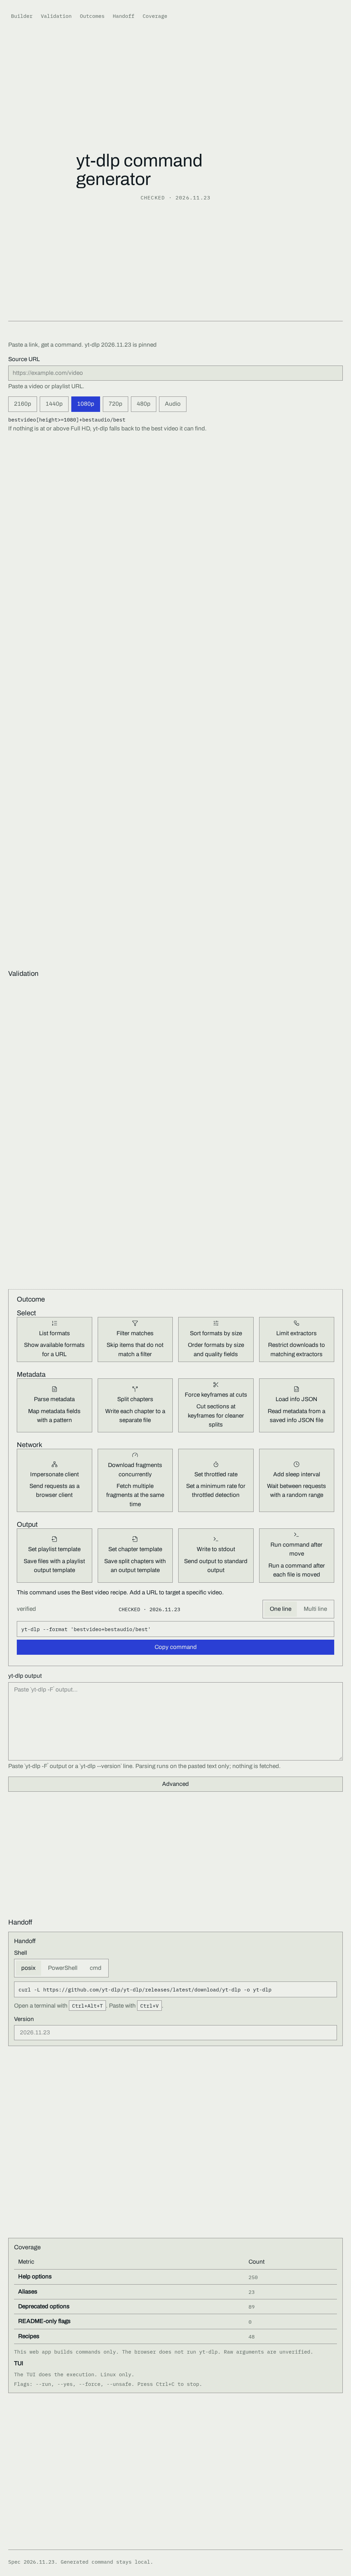 Builder Validation Outcomes Handoff Coverage
yt-dlp command
generator
CHECKED · 2026.11.23
Paste a link, get a command. yt-dlp 2026.11.23 is pinned
Source URL
https://example.com/video
Paste a video or playlist URL.
2160p 1440p 1080p 720p 480p Audio
bestvideo[height>=1080]+bestaudio/best
If nothing is at or above Full HD, yt-dlp falls back to the best video it can find.
Validation
Outcome
Select
List formats
Show available formats
for a URL
Filter matches
Skip items that do not
match a filter
Sort formats by size
Order formats by size
and quality fields
Limit extractors
Restrict downloads to
matching extractors
Metadata
Parse metadata
Map metadata fields
with a pattern
Split chapters
Write each chapter to a
separate file
Force keyframes at cuts
Cut sections at
keyframes for cleaner
splits
Load info JSON
Read metadata from a
saved info JSON file
Network
Impersonate client
Send requests as a
browser client
Download fragments
concurrently
Fetch multiple
fragments at the same
time
Set throttled rate
Set a minimum rate for
throttled detection
Add sleep interval
Wait between requests
with a random range
Output
Set playlist template
Save files with a playlist
output template
Set chapter template
Save split chapters with
an output template
Write to stdout
Send output to standard
output
Run command after
move
Run a command after
each file is moved
This command uses the Best video recipe. Add a URL to target a specific video.
verified CHECKED · 2026.11.23 One line Multi line
yt-dlp --format 'bestvideo+bestaudio/best'
Copy command
yt-dlp output
Paste `yt-dlp -F` output...
Paste `yt-dlp -F` output or a `yt-dlp --version` line. Parsing runs on the pasted text only; nothing is fetched.
Advanced
Handoff
Handoff
Shell
posix PowerShell cmd
curl -L https://github.com/yt-dlp/yt-dlp/releases/latest/download/yt-dlp -o yt-dlp
Open a terminal with Ctrl+Alt+T. Paste with Ctrl+V.
Version
2026.11.23
Coverage
Metric Count
Help options 250
Aliases 23
Deprecated options 89
README-only flags 0
Recipes 40
This web app builds commands only. The browser does not run yt-dlp. Raw arguments are unverified.
TUI
The TUI does the execution. Linux only.
Flags: --run, --yes, --force, --unsafe. Press Ctrl+C to stop.
Spec 2026.11.23. Generated command stays local.